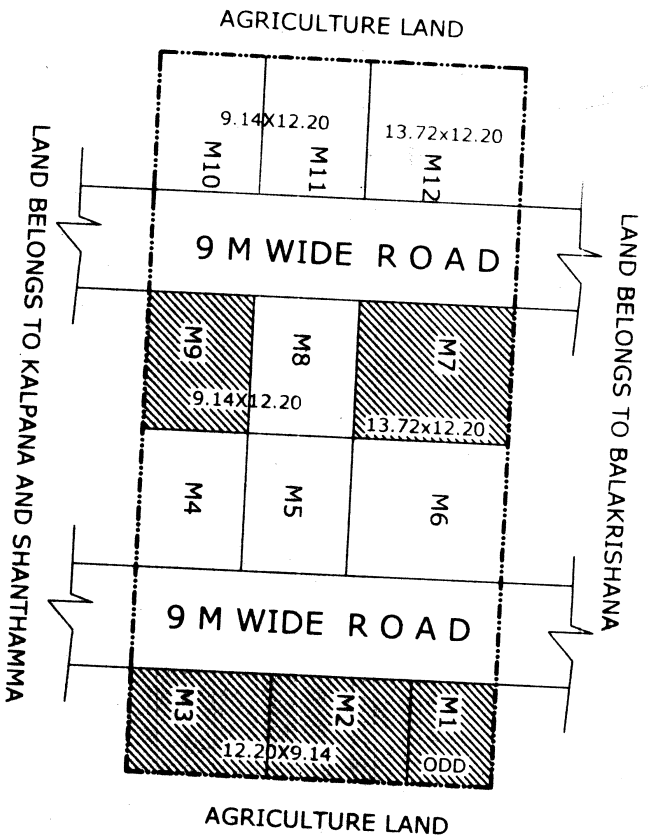 AGRICULTURE LAND
9.14X12.20
13.72x12.20
M10
M11
M12
LAND BELONGS TO KALPANA AND SHANTHAMMA
LAND BELONGS TO BALAKRISHANA
9 M WIDE ROAD
M9
M8
M7
9.14X12.20
13.72x12.20
M4
M5
M6
9 M WIDE ROAD
M3
M2
M1
12.20X9.14
ODD
AGRICULTURE LAND